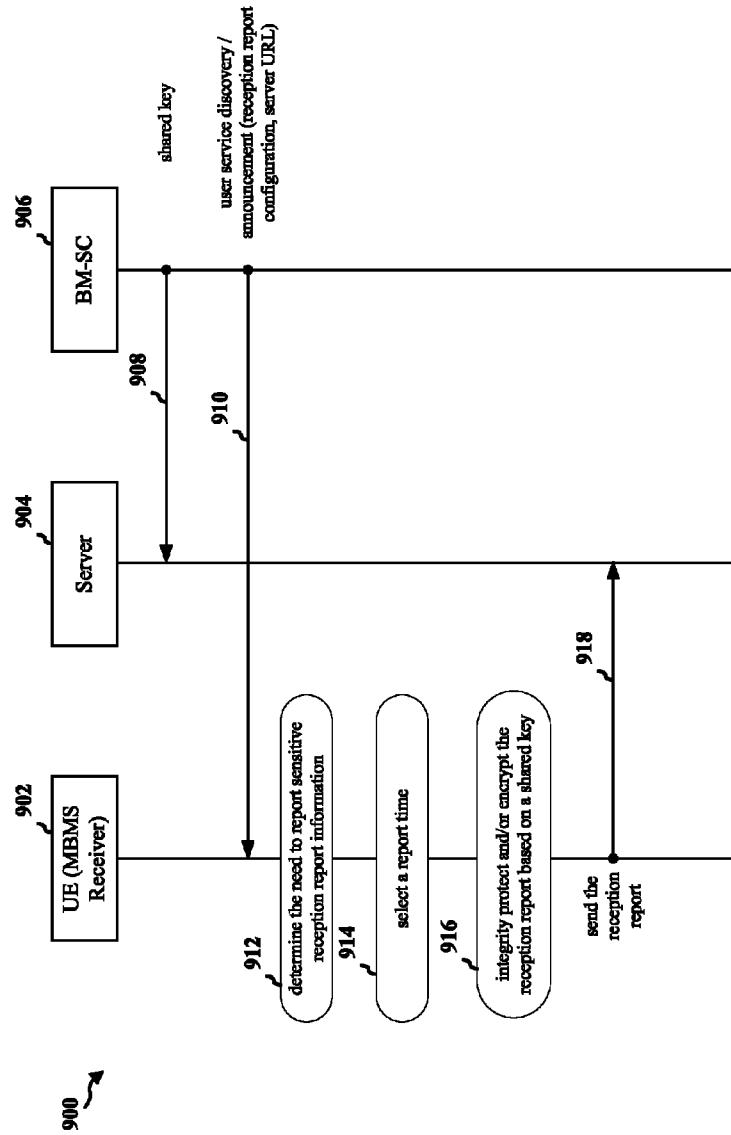 900
902
UE (MBMS
Receiver)
904
Server
906
BM-SC
908
shared key
910
user service discovery /
announcement (reception report
configuration, server URL)
912
determine the need to report sensitive
reception report information
914
select a report time
916
integrity protect and/or encrypt the
reception report based on a shared key
send the
reception
report
918